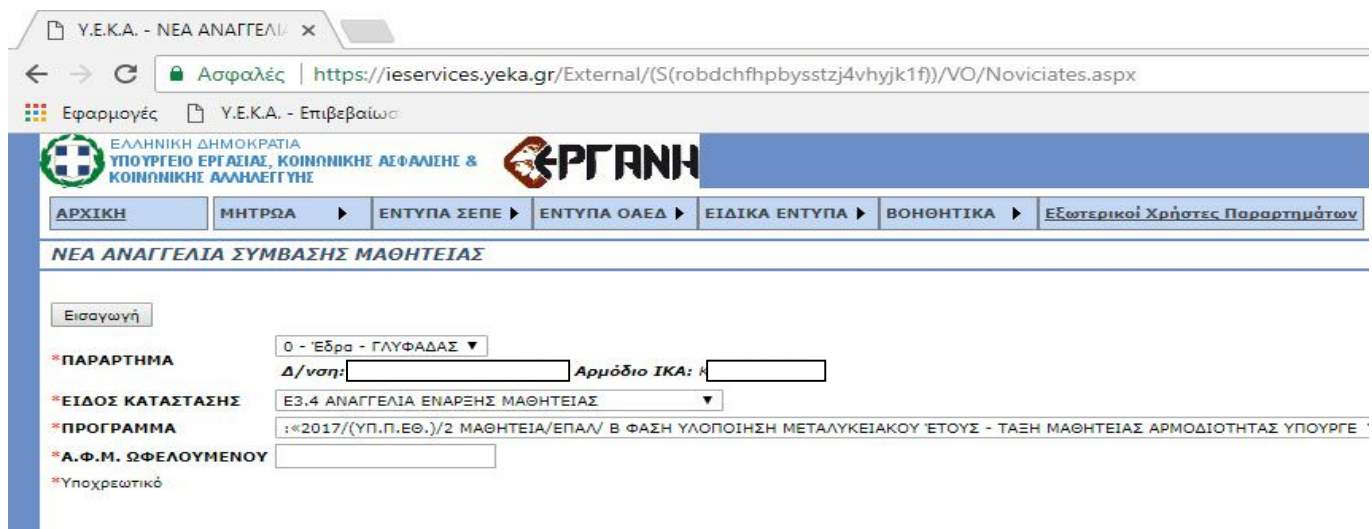 Υ.Ε.Κ.Α. - ΝΕΑ ΑΝΑΓΓΕΛΙΑ
Ασφαλές | https://ieservices.yeka.gr/External/(S(robdchfhpbysstzj4vhyjk1f))/VO/Noviciates.aspx
Εφαρμογές Υ.Ε.Κ.Α. - Επιβεβαίωσ
ΕΛΛΗΝΙΚΗ ΔΗΜΟΚΡΑΤΙΑ
ΥΠΟΥΡΓΕΙΟ ΕΡΓΑΣΙΑΣ, ΚΟΙΝΩΝΙΚΗΣ ΑΣΦΑΛΙΣΗΣ &
ΚΟΙΝΩΝΙΚΗΣ ΑΛΛΗΛΕΓΓΥΗΣ
ΕΡΓΑΝΗ
ΑΡΧΙΚΗ ΜΗΤΡΩΑ ΕΝΤΥΠΑ ΣΕΠΕ ΕΝΤΥΠΑ ΟΑΕΔ ΕΙΔΙΚΑ ΕΝΤΥΠΑ ΒΟΗΘΗΤΙΚΑ Εξωτερικοί Χρήστες Παραρτημάτων
ΝΕΑ ΑΝΑΓΓΕΛΙΑ ΣΥΜΒΑΣΗΣ ΜΑΘΗΤΕΙΑΣ
Εισαγωγή
*ΠΑΡΑΡΤΗΜΑ 0 - Έδρα - ΓΛΥΦΑΔΑΣ
Δ/νση: Αρμόδιο ΙΚΑ: Κ
*ΕΙΔΟΣ ΚΑΤΑΣΤΑΣΗΣ Ε3.4 ΑΝΑΓΓΕΛΙΑ ΕΝΑΡΞΗΣ ΜΑΘΗΤΕΙΑΣ
*ΠΡΟΓΡΑΜΜΑ :«2017/(ΥΠ.Π.ΕΘ.)/2 ΜΑΘΗΤΕΙΑ/ΕΠΑΛ/ Β ΦΑΣΗ ΥΛΟΠΟΙΗΣΗ ΜΕΤΑΛΥΚΕΙΑΚΟΥ ΈΤΟΥΣ - ΤΑΞΗ ΜΑΘΗΤΕΙΑΣ ΑΡΜΟΔΙΟΤΗΤΑΣ ΥΠΟΥΡΓΕ
*Α.Φ.Μ. ΩΦΕΛΟΥΜΕΝΟΥ
*Υποχρεωτικό